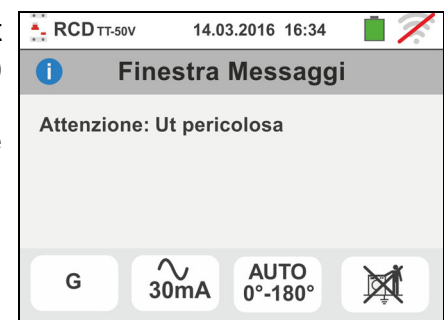 RCD TT-50V 14.03.2016 16:34
i Finestra Messaggi
Attenzione: Ut pericolosa
G 30mA AUTO
0°-180°